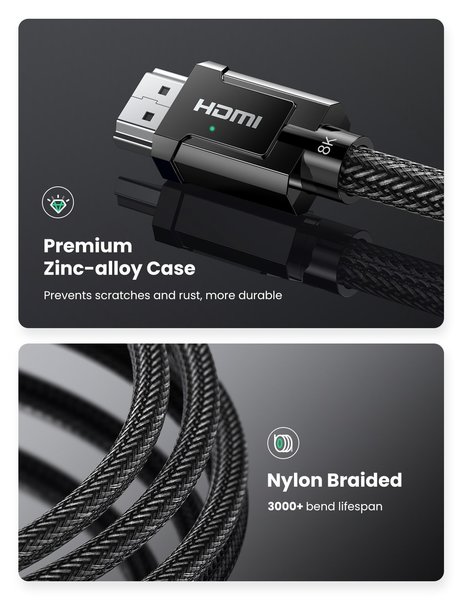 HDMI
8K
Premium
Zinc-alloy Case
Prevents scratches and rust, more durable
Nylon Braided
3000+ bend lifespan